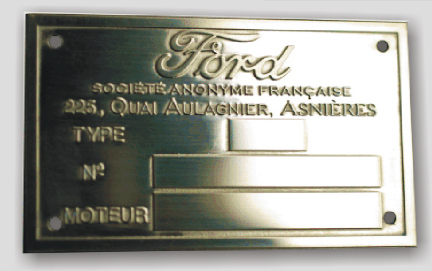 Ford
SOCIÉTÉ ANONYME FRANÇAISE
225, QUAI AULAGNIER, ASNIÈRES
TYPE
Nº
MOTEUR